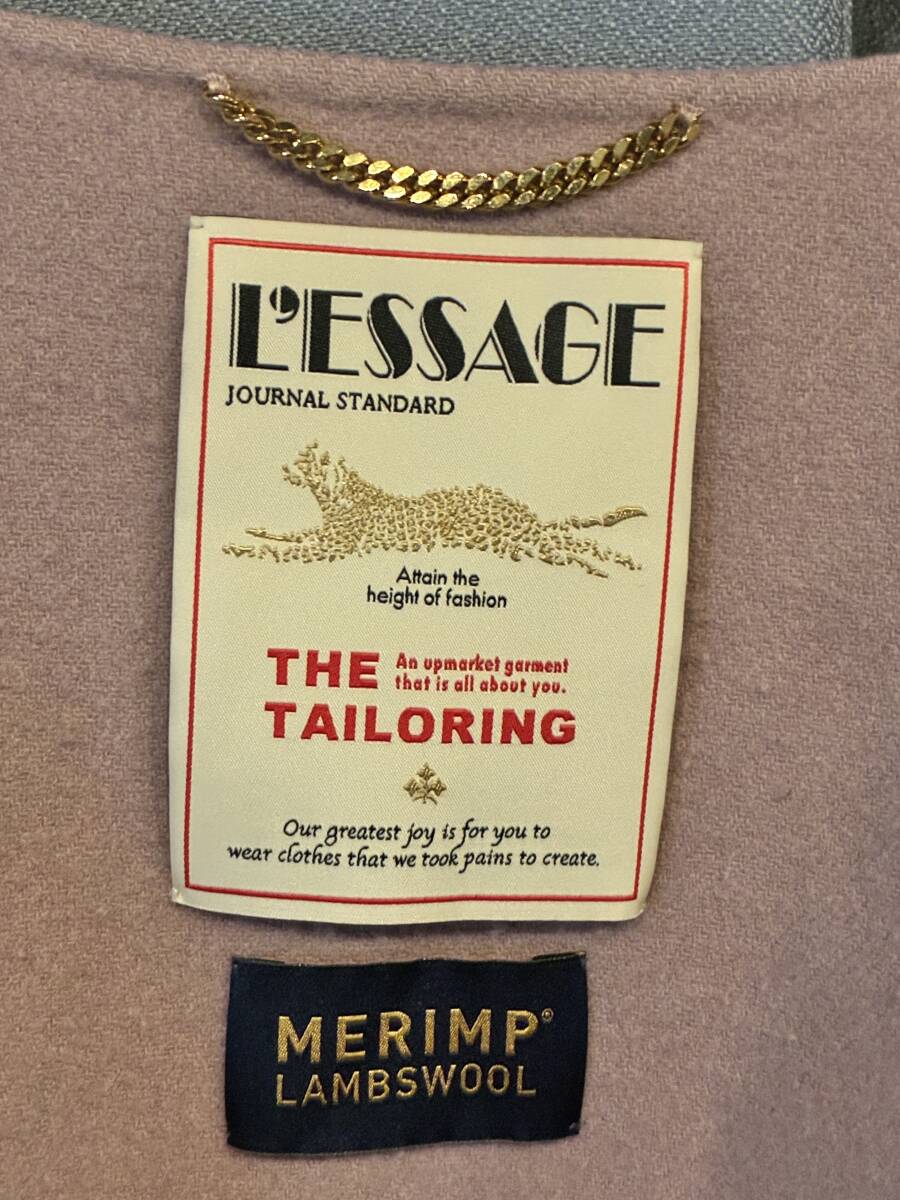 L'ESSAGE
JOURNAL STANDARD
Attain the
height of fashion
THE An upmarket garment
that is all about you.
TAILORING
Our greatest joy is for you to
wear clothes that we took pains to create.
MERIMP®
LAMBSWOOL